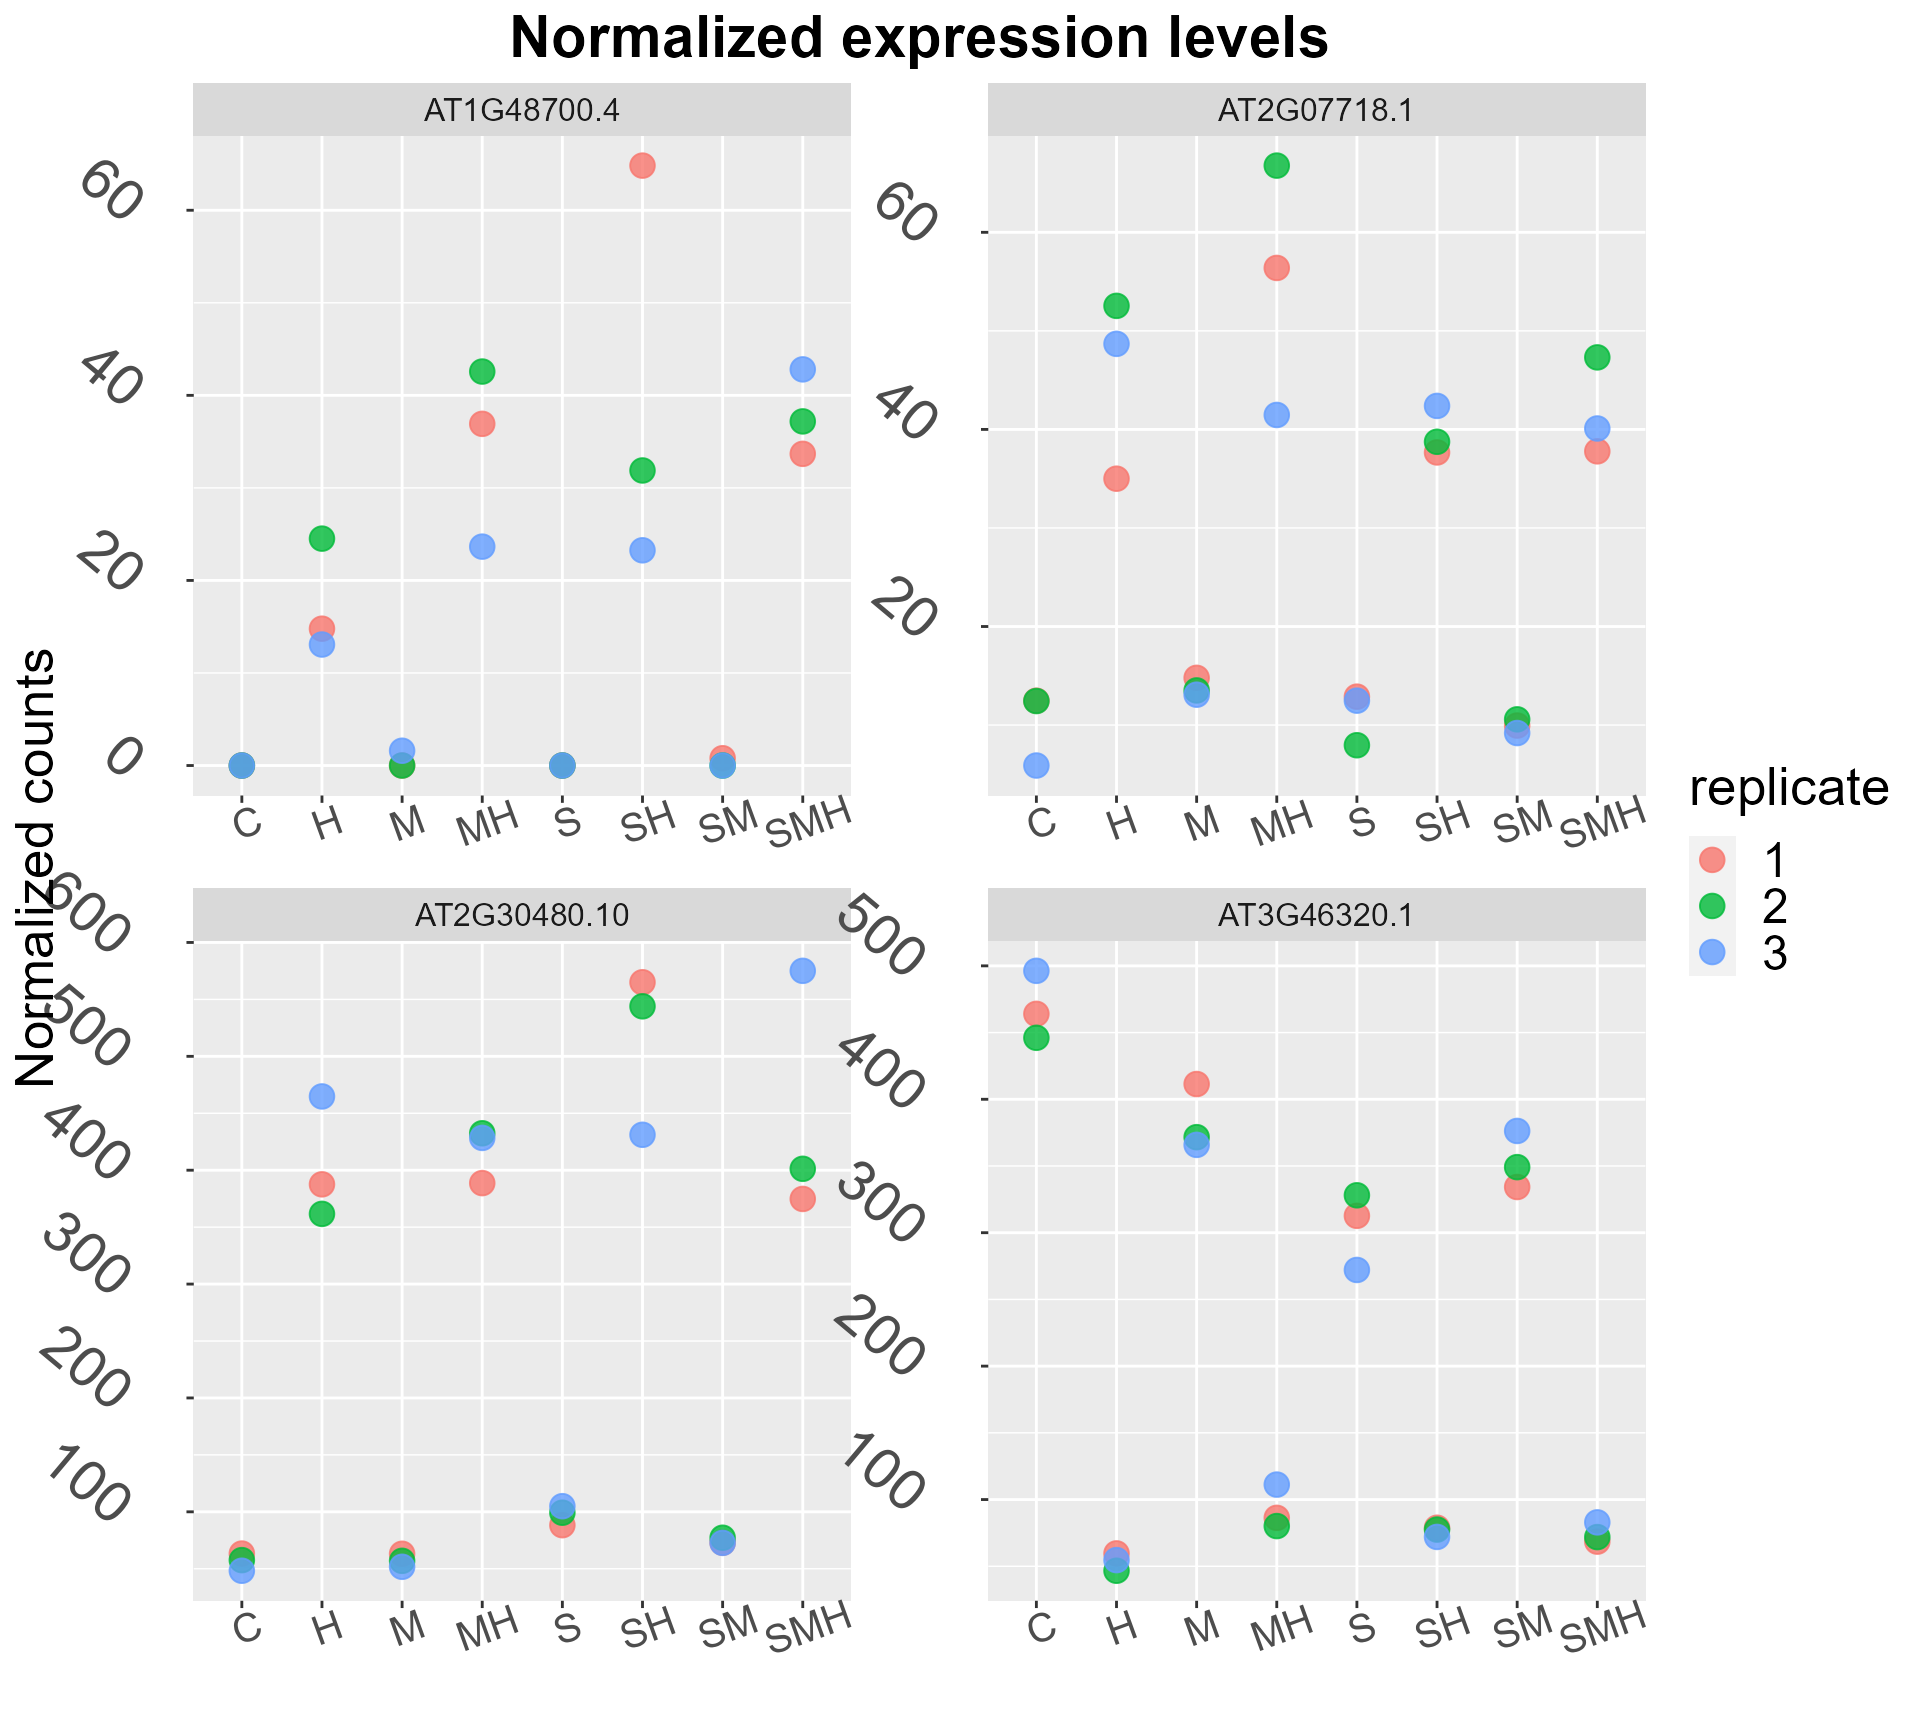 Normalized expression levels
AT1G48700.4
60
40
20
0
C H M MH S SH SM SMH
AT2G07718.1
60
40
20
C H M MH S SH SM SMH
Normalized counts
AT2G30480.10
600
500
400
300
200
100
C H M MH S SH SM SMH
AT3G46320.1
500
400
300
200
100
C H M MH S SH SM SMH
replicate
1
2
3